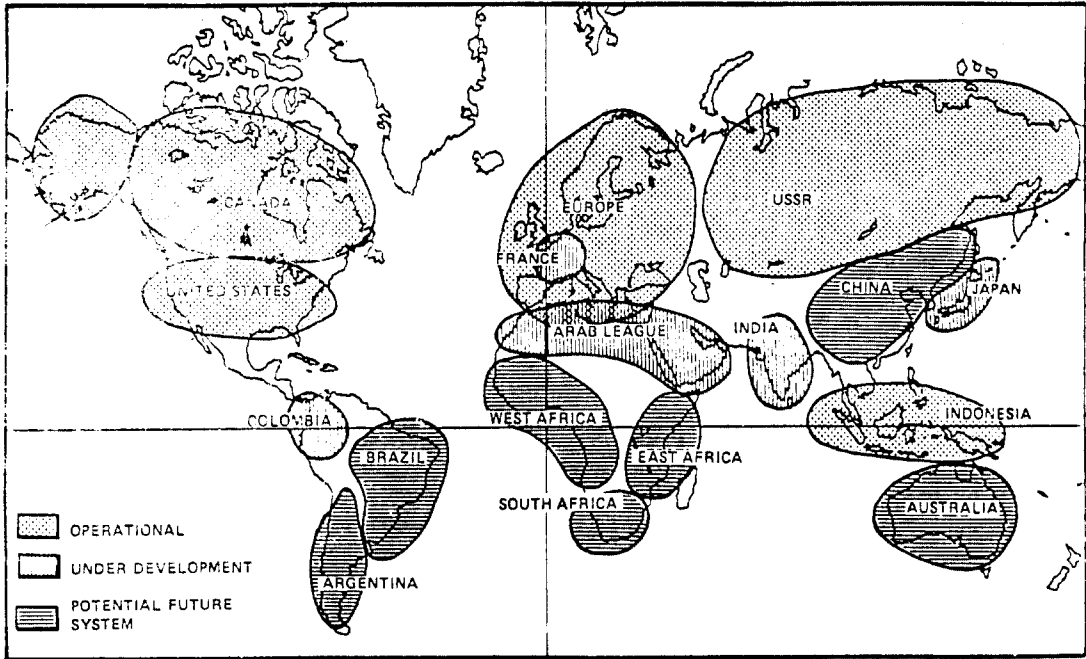 CANADA
EUROPE
USSR
FRANCE
UNITED STATES
CHINA
JAPAN
ARAB LEAGUE
INDIA
COLOMBIA
WEST AFRICA
INDONESIA
BRAZIL
EAST AFRICA
SOUTH AFRICA
AUSTRALIA
ARGENTINA
OPERATIONAL
UNDER DEVELOPMENT
POTENTIAL FUTURE
SYSTEM